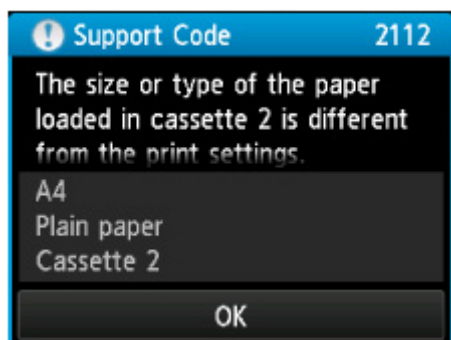 Support Code 2112
The size or type of the paper
loaded in cassette 2 is different
from the print settings.
A4
Plain paper
Cassette 2
OK